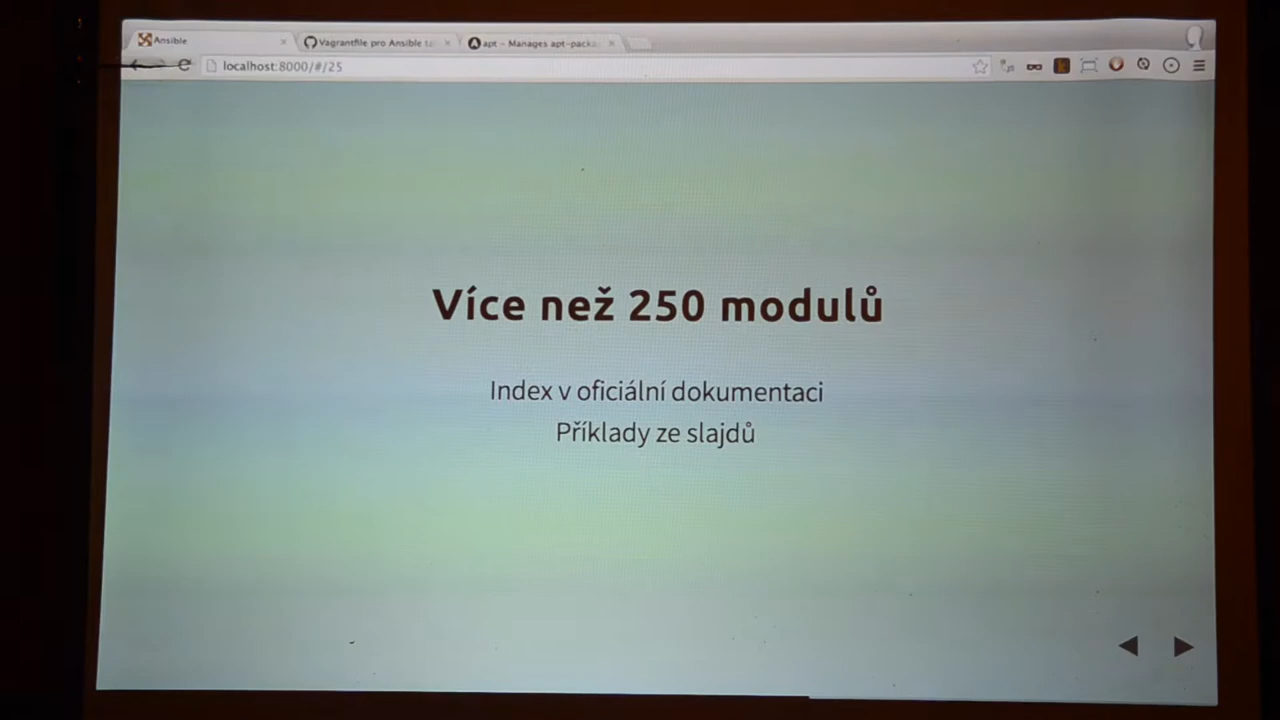 Ansible
Vagrantfile pro Ansible
apt - Manages apt-packa
localhost:8000/#/25
Více než 250 modulů
Index v oficiální dokumentaci
Příklady ze slajdů